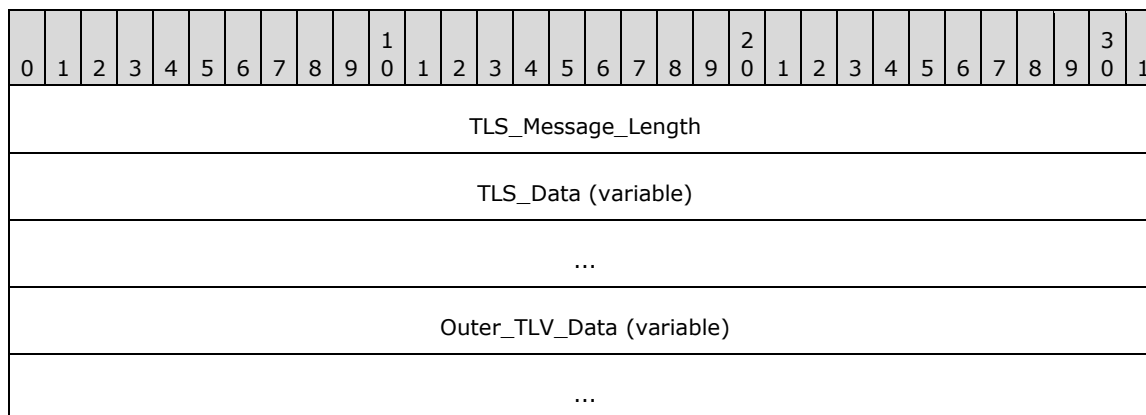 1 2 3
0 1 2 3 4 5 6 7 8 9 0 1 2 3 4 5 6 7 8 9 0 1 2 3 4 5 6 7 8 9 0 1
TLS_Message_Length
TLS_Data (variable)
...
Outer_TLV_Data (variable)
...